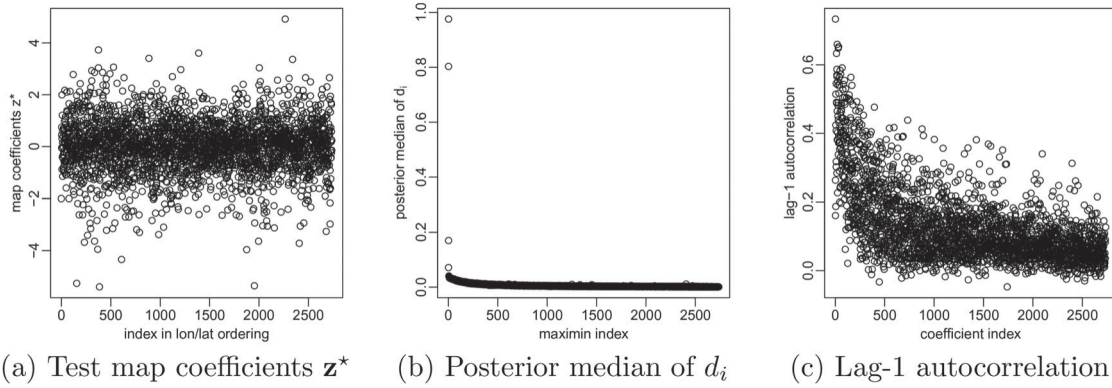 4
2
0
-2
-4
map coefficients z*
0 500 1000 1500 2000 2500
index in lon/lat ordering
(a) Test map coefficients z⋆
1.0
0.8
0.6
0.4
0.2
0.0
posterior median of di
0 500 1000 1500 2000 2500
maximin index
(b) Posterior median of di
0.6
0.4
0.2
0.0
lag−1 autocorrelation
0 500 1000 1500 2000 2500
coefficient index
(c) Lag-1 autocorrelation